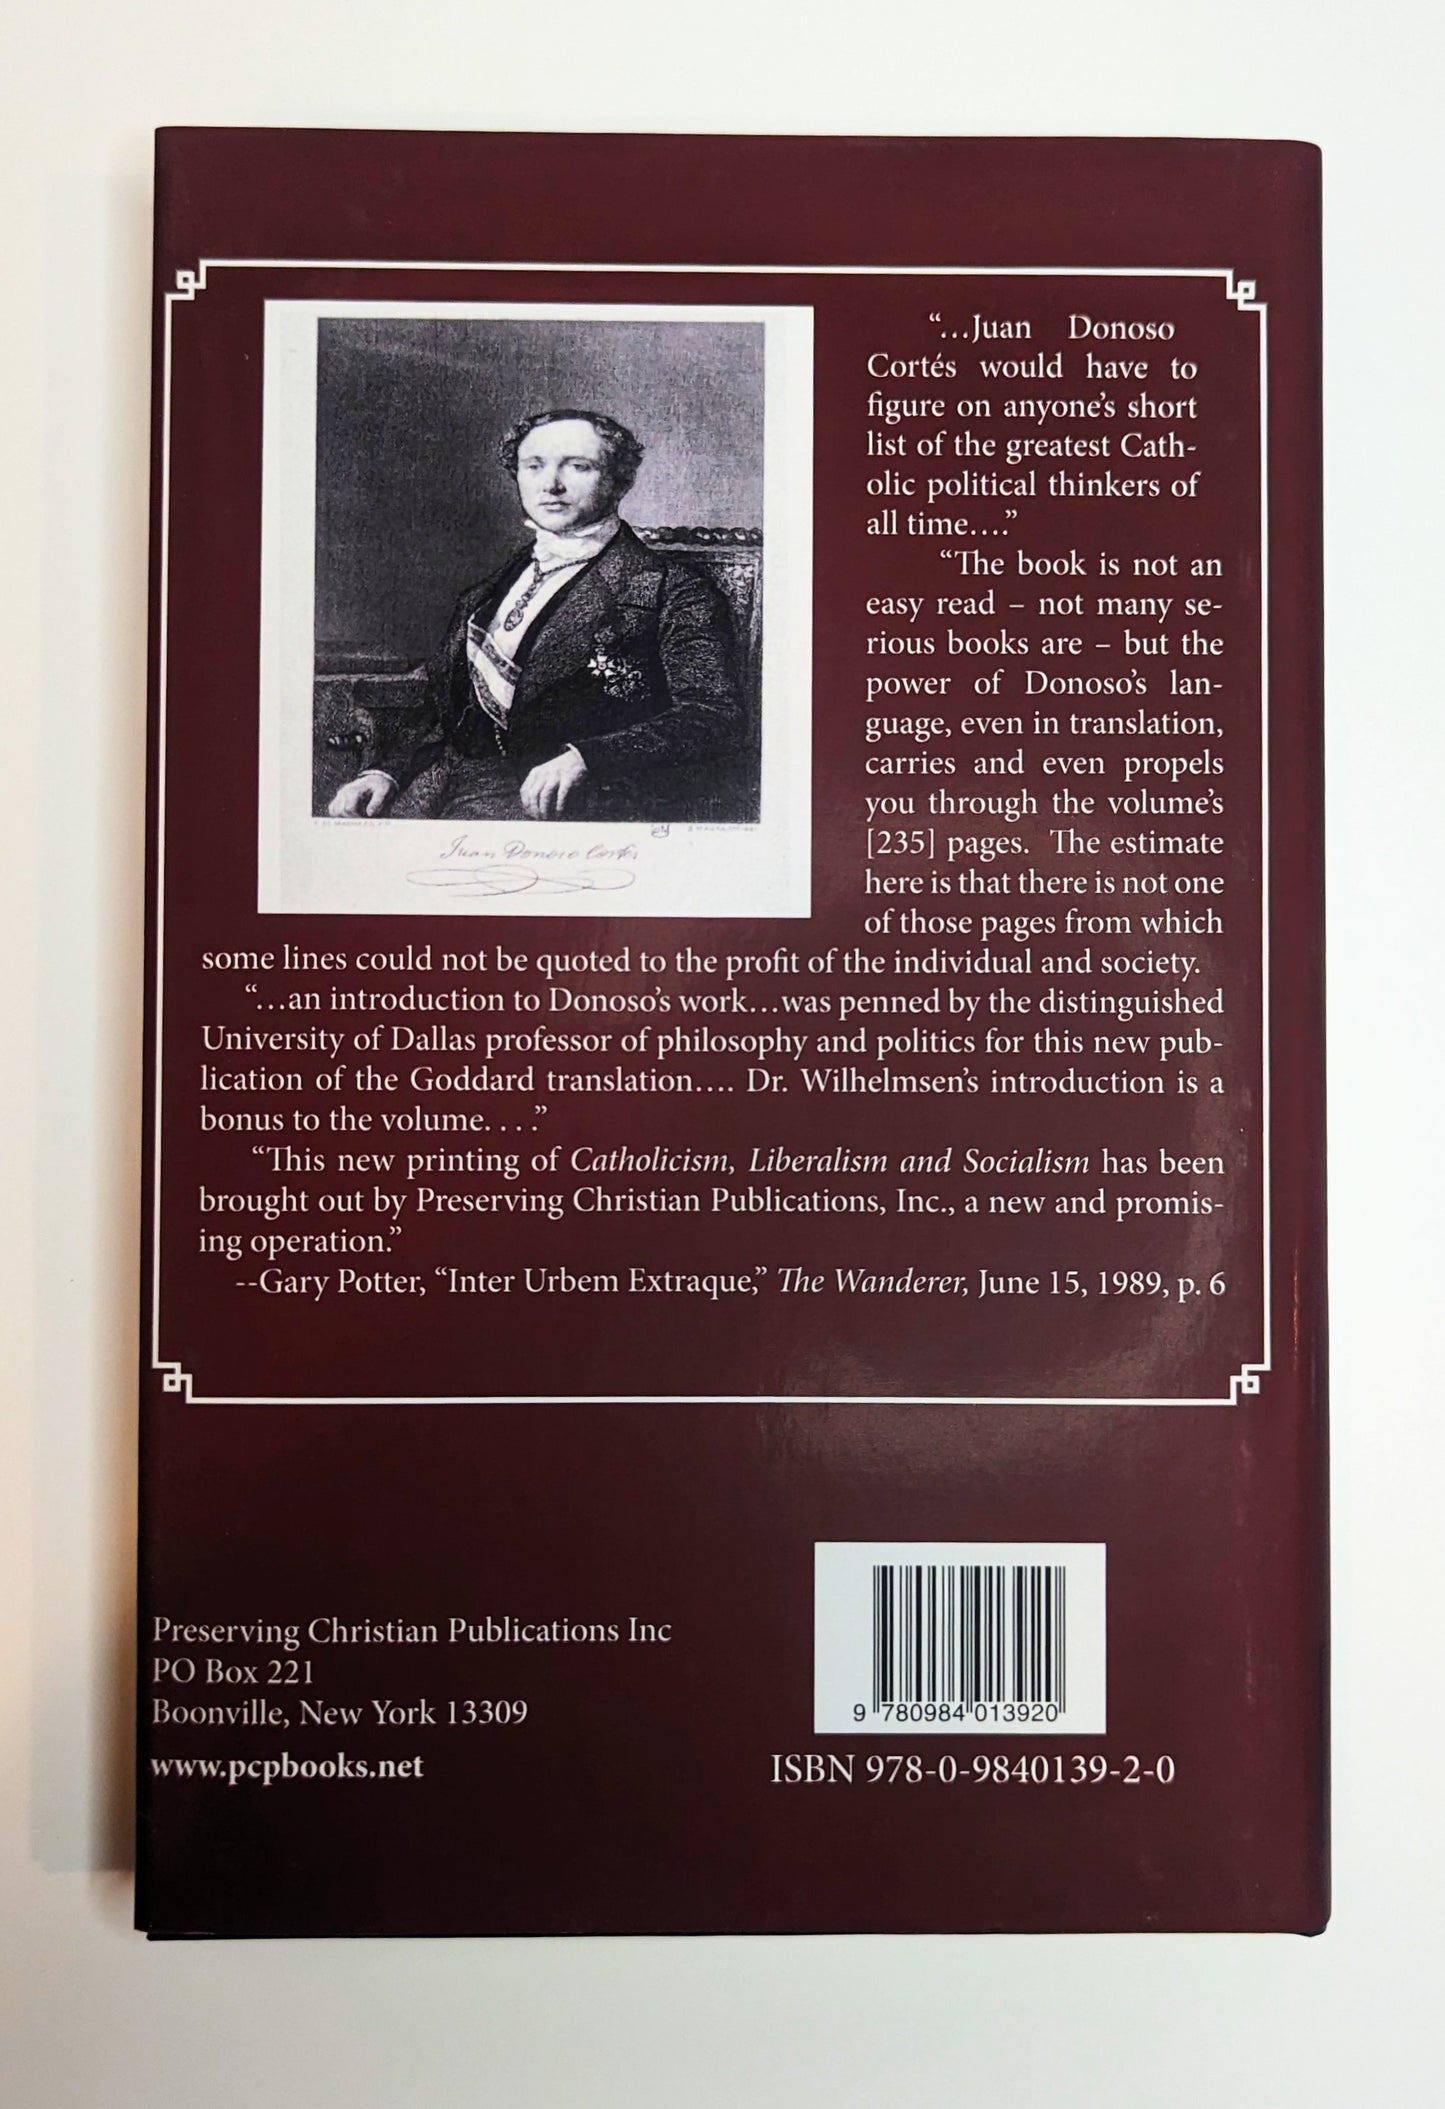 “…Juan Donoso
Cortés would have to
figure on anyone’s short
list of the greatest Cath-
olic political thinkers of
all time….”
“The book is not an
easy read – not many se-
rious books are – but the
power of Donoso’s lan-
guage, even in translation,
carries and even propels
you through the volume’s
[235] pages. The estimate
here is that there is not one
of those pages from which
some lines could not be quoted to the profit of the individual and society.
“…an introduction to Donoso’s work…was penned by the distinguished
University of Dallas professor of philosophy and politics for this new pub-
lication of the Goddard translation…. Dr. Wilhelmsen’s introduction is a
bonus to the volume. . . .”
“This new printing of Catholicism, Liberalism and Socialism has been
brought out by Preserving Christian Publications, Inc., a new and promis-
ing operation.”
--Gary Potter, “Inter Urbem Extraque,” The Wanderer, June 15, 1989, p. 6
Juan Donoso Cortés
Preserving Christian Publications Inc
PO Box 221
Boonville, New York 13309
www.pcpbooks.net
9 780984 013920
ISBN 978-0-9840139-2-0